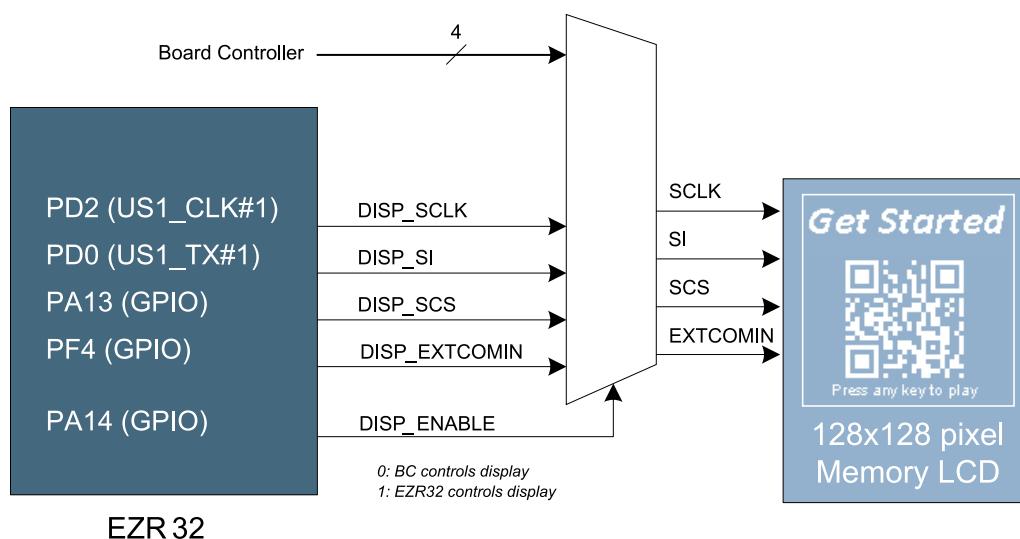 4
Board Controller
PD2 (US1_CLK#1)
DISP_SCLK
SCLK
PD0 (US1_TX#1)
DISP_SI
SI
PA13 (GPIO)
DISP_SCS
SCS
PF4 (GPIO)
DISP_EXTCOMIN
EXTCOMIN
PA14 (GPIO)
DISP_ENABLE
0: BC controls display
1: EZR32 controls display
EZR32
Get Started
Press any key to play
128x128 pixel
Memory LCD